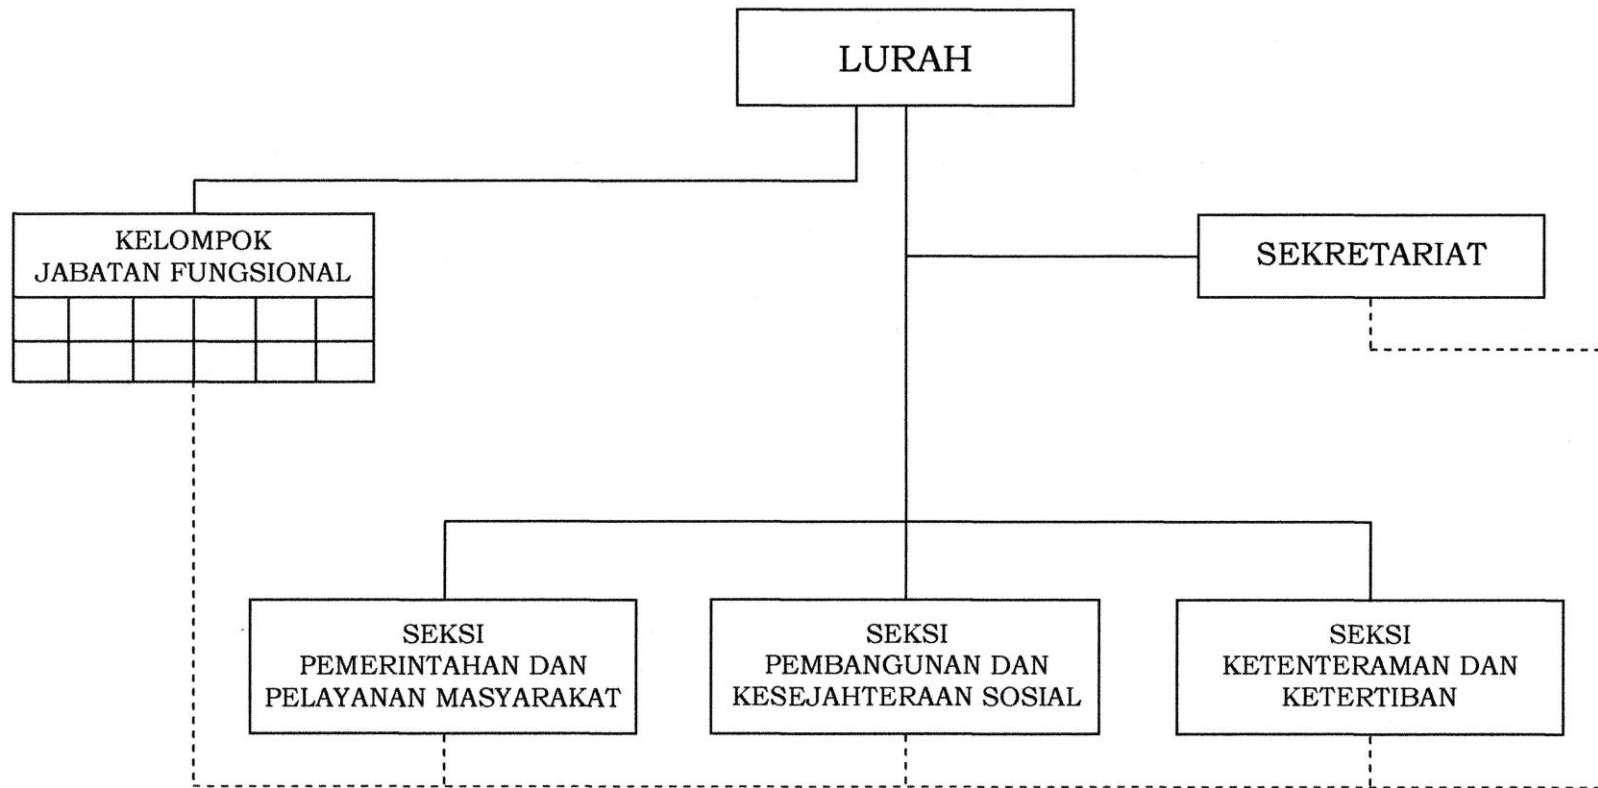 LURAH
KELOMPOK
JABATAN FUNGSIONAL
SEKRETARIAT
SEKSI
PEMERINTAHAN DAN
PELAYANAN MASYARAKAT
SEKSI
PEMBANGUNAN DAN
KESEJAHTERAAN SOSIAL
SEKSI
KETENTERAMAN DAN
KETERTIBAN